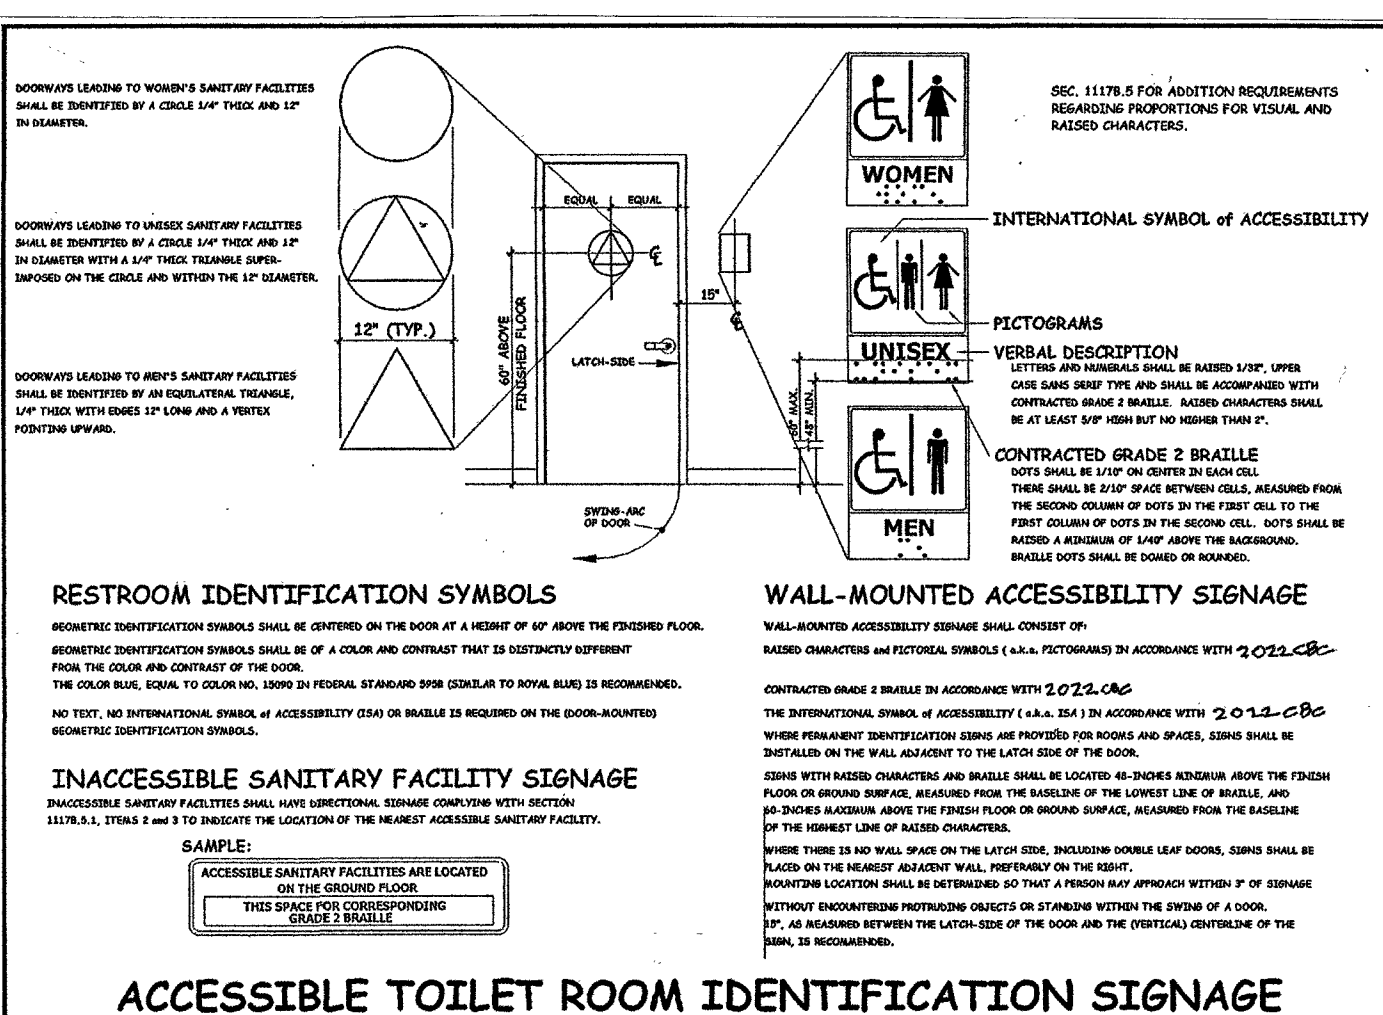 DOORWAYS LEADING TO WOMEN'S SANITARY FACILITIES
SHALL BE IDENTIFIED BY A CIRCLE 1/4" THICK AND 12"
IN DIAMETER.
DOORWAYS LEADING TO UNISEX SANITARY FACILITIES
SHALL BE IDENTIFIED BY A CIRCLE 1/4" THICK AND 12"
IN DIAMETER WITH A 1/4" THICK TRIANGLE SUPER-
IMPOSED ON THE CIRCLE AND WITHIN THE 12" DIAMETER.
12" (TYP.)
DOORWAYS LEADING TO MEN'S SANITARY FACILITIES
SHALL BE IDENTIFIED BY AN EQUILATERAL TRIANGLE,
1/4" THICK WITH EDGES 12" LONG AND A VERTEX
POINTING UPWARD.
EQUAL EQUAL
60" ABOVE
FINISHED FLOOR
LATCH-SIDE
15"
SWING-ARC
OF DOOR
60" MAX.
48" MIN.
WOMEN
UNISEX
MEN
SEC. 1117B.5 FOR ADDITION REQUIREMENTS
REGARDING PROPORTIONS FOR VISUAL AND
RAISED CHARACTERS.
INTERNATIONAL SYMBOL of ACCESSIBILITY
PICTOGRAMS
VERBAL DESCRIPTION
LETTERS AND NUMERALS SHALL BE RAISED 1/32", UPPER
CASE SANS SERIF TYPE AND SHALL BE ACCOMPANIED WITH
CONTRACTED GRADE 2 BRAILLE. RAISED CHARACTERS SHALL
BE AT LEAST 5/8" HIGH BUT NO HIGHER THAN 2".
CONTRACTED GRADE 2 BRAILLE
DOTS SHALL BE 1/10" ON CENTER IN EACH CELL
THERE SHALL BE 2/10" SPACE BETWEEN CELLS, MEASURED FROM
THE SECOND COLUMN OF DOTS IN THE FIRST CELL TO THE
FIRST COLUMN OF DOTS IN THE SECOND CELL. DOTS SHALL BE
RAISED A MINIMUM OF 1/40" ABOVE THE BACKGROUND.
BRAILLE DOTS SHALL BE DOMED OR ROUNDED.
RESTROOM IDENTIFICATION SYMBOLS
GEOMETRIC IDENTIFICATION SYMBOLS SHALL BE CENTERED ON THE DOOR AT A HEIGHT OF 60" ABOVE THE FINISHED FLOOR.
GEOMETRIC IDENTIFICATION SYMBOLS SHALL BE OF A COLOR AND CONTRAST THAT IS DISTINCTLY DIFFERENT
FROM THE COLOR AND CONTRAST OF THE DOOR.
THE COLOR BLUE, EQUAL TO COLOR NO. 15090 IN FEDERAL STANDARD 595B (SIMILAR TO ROYAL BLUE) IS RECOMMENDED.
NO TEXT, NO INTERNATIONAL SYMBOL of ACCESSIBILITY (ISA) OR BRAILLE IS REQUIRED ON THE (DOOR-MOUNTED)
GEOMETRIC IDENTIFICATION SYMBOLS.
INACCESSIBLE SANITARY FACILITY SIGNAGE
INACCESSIBLE SANITARY FACILITIES SHALL HAVE DIRECTIONAL SIGNAGE COMPLYING WITH SECTION
1117B.5.1, ITEMS 2 and 3 TO INDICATE THE LOCATION OF THE NEAREST ACCESSIBLE SANITARY FACILITY.
SAMPLE:
ACCESSIBLE SANITARY FACILITIES ARE LOCATED
ON THE GROUND FLOOR
THIS SPACE FOR CORRESPONDING
GRADE 2 BRAILLE
WALL-MOUNTED ACCESSIBILITY SIGNAGE
WALL-MOUNTED ACCESSIBILITY SIGNAGE SHALL CONSIST OF:
RAISED CHARACTERS and PICTORIAL SYMBOLS ( a.k.a. PICTOGRAMS) IN ACCORDANCE WITH 2022 CBC
CONTRACTED GRADE 2 BRAILLE IN ACCORDANCE WITH 2022 CBC
THE INTERNATIONAL SYMBOL of ACCESSIBILITY ( a.k.a. ISA ) IN ACCORDANCE WITH 2022 CBC
WHERE PERMANENT IDENTIFICATION SIGNS ARE PROVIDED FOR ROOMS AND SPACES, SIGNS SHALL BE
INSTALLED ON THE WALL ADJACENT TO THE LATCH SIDE OF THE DOOR.
SIGNS WITH RAISED CHARACTERS AND BRAILLE SHALL BE LOCATED 48-INCHES MINIMUM ABOVE THE FINISH
FLOOR OR GROUND SURFACE, MEASURED FROM THE BASELINE OF THE LOWEST LINE OF BRAILLE, AND
60-INCHES MAXIMUM ABOVE THE FINISH FLOOR OR GROUND SURFACE, MEASURED FROM THE BASELINE
OF THE HIGHEST LINE OF RAISED CHARACTERS.
WHERE THERE IS NO WALL SPACE ON THE LATCH SIDE, INCLUDING DOUBLE LEAF DOORS, SIGNS SHALL BE
PLACED ON THE NEAREST ADJACENT WALL, PREFERABLY ON THE RIGHT.
MOUNTING LOCATION SHALL BE DETERMINED SO THAT A PERSON MAY APPROACH WITHIN 3" OF SIGNAGE
WITHOUT ENCOUNTERING PROTRUDING OBJECTS OR STANDING WITHIN THE SWING OF A DOOR.
15", AS MEASURED BETWEEN THE LATCH-SIDE OF THE DOOR AND THE (VERTICAL) CENTERLINE OF THE
SIGN, IS RECOMMENDED.
ACCESSIBLE TOILET ROOM IDENTIFICATION SIGNAGE